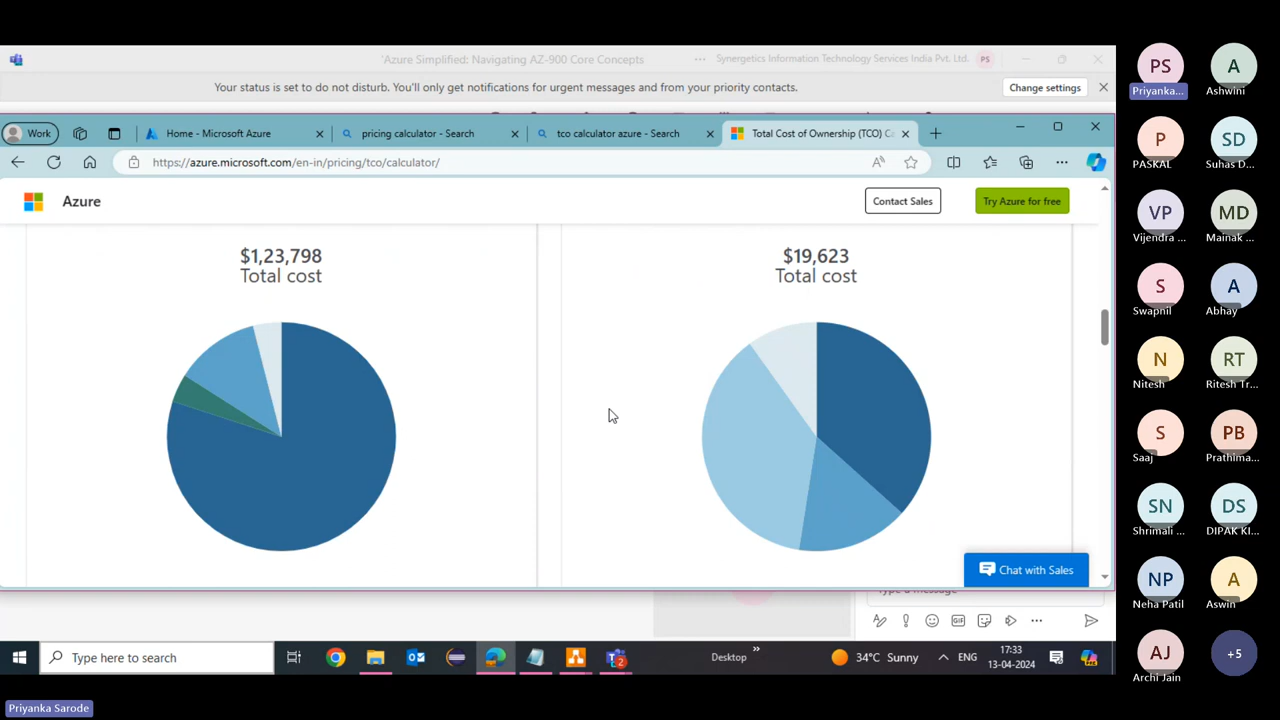 'Azure Simplified: Navigating AZ-900 Core Concepts
Synergetics Information Technology Services India Pvt. Ltd.
PS
Your status is set to do not disturb. You'll only get notifications for urgent messages and from your priority contacts.
Change settings
Work
Home - Microsoft Azure
pricing calculator - Search
tco calculator azure - Search
Total Cost of Ownership (TCO) C
https://azure.microsoft.com/en-in/pricing/tco/calculator/
Azure
Contact Sales
Try Azure for free
$1,23,798
Total cost
$19,623
Total cost
Chat with Sales
Type a message
Type here to search
Desktop
34°C Sunny
ENG
17:33
13-04-2024
2
Priyanka Sarode
PS
Priyanka...
A
Ashwini
P
PASKAL
SD
Suhas D...
VP
Vijendra ...
MD
Mainak ...
S
Swapnil
A
Abhay
N
Nitesh
RT
Ritesh Tr...
S
Saaj
PB
Prathima...
SN
Shrimali ...
DS
DIPAK KI...
NP
Neha Patil
A
Aswin
AJ
Archi Jain
+5